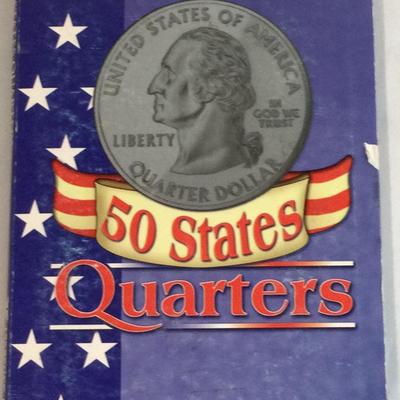 UNITED STATES OF AMERICA
LIBERTY
IN
GOD WE
TRUST
QUARTER DOLLAR
50 States
Quarters